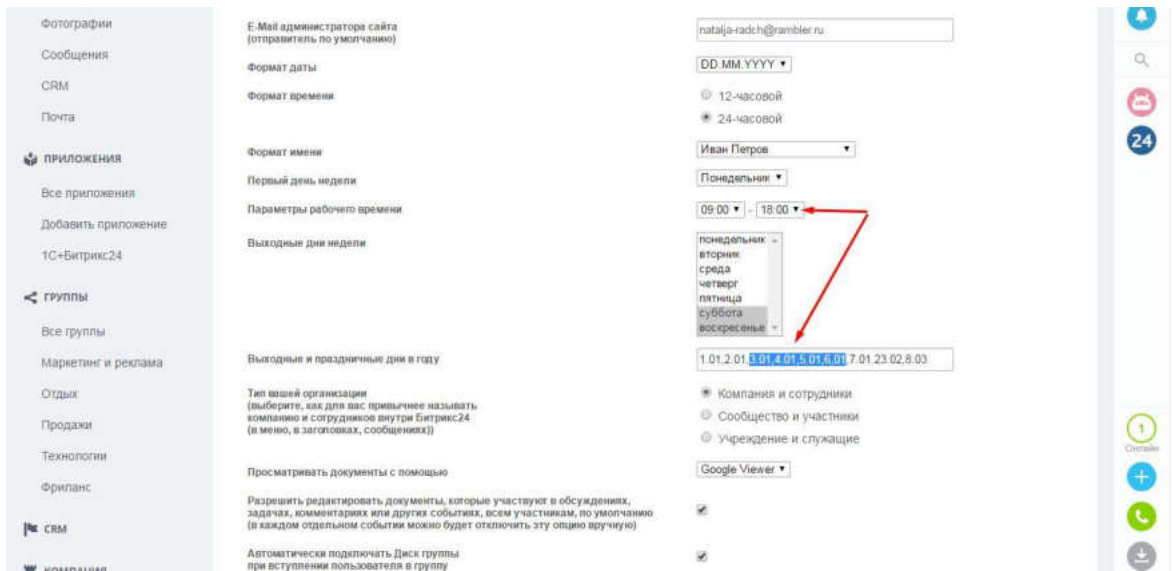 Фотографии
Сообщения
CRM
Почта
ПРИЛОЖЕНИЯ
Все приложения
Добавить приложение
1С+Битрикс24
ГРУППЫ
Все группы
Маркетинг и реклама
Отдых
Продажи
Технологии
Фриланс
CRM
КОМПАНИЯ
E-Mail администратора сайта
(отправитель по умолчанию)
natalja-radch@rambler.ru
Формат даты
DD.MM.YYYY
Формат времени
12-часовой
24-часовой
Формат имени
Иван Петров
Первый день недели
Понедельник
Параметры рабочего времени
09:00 - 18:00
Выходные дни недели
понедельник
вторник
среда
четверг
пятница
суббота
воскресенье
Выходные и праздничные дни в году
1.01,2.01,3.01,4.01,5.01,6.01,7.01,23.02,8.03
Тип вашей организации
(выберите, как для вас привычнее называть
компанию и сотрудников внутри Битрикс24
(в меню, в заголовках, сообщениях))
Компания и сотрудники
Сообщество и участники
Учреждение и служащие
Просматривать документы с помощью
Google Viewer
Разрешить редактировать документы, которые участвуют в обсуждениях,
задачах, комментариях или других событиях, всем участникам, по умолчанию
(в каждом отдельном событии можно будет отключить эту опцию вручную)
Автоматически подключать Диск группы
при вступлении пользователя в группу
24
1
Онлайн